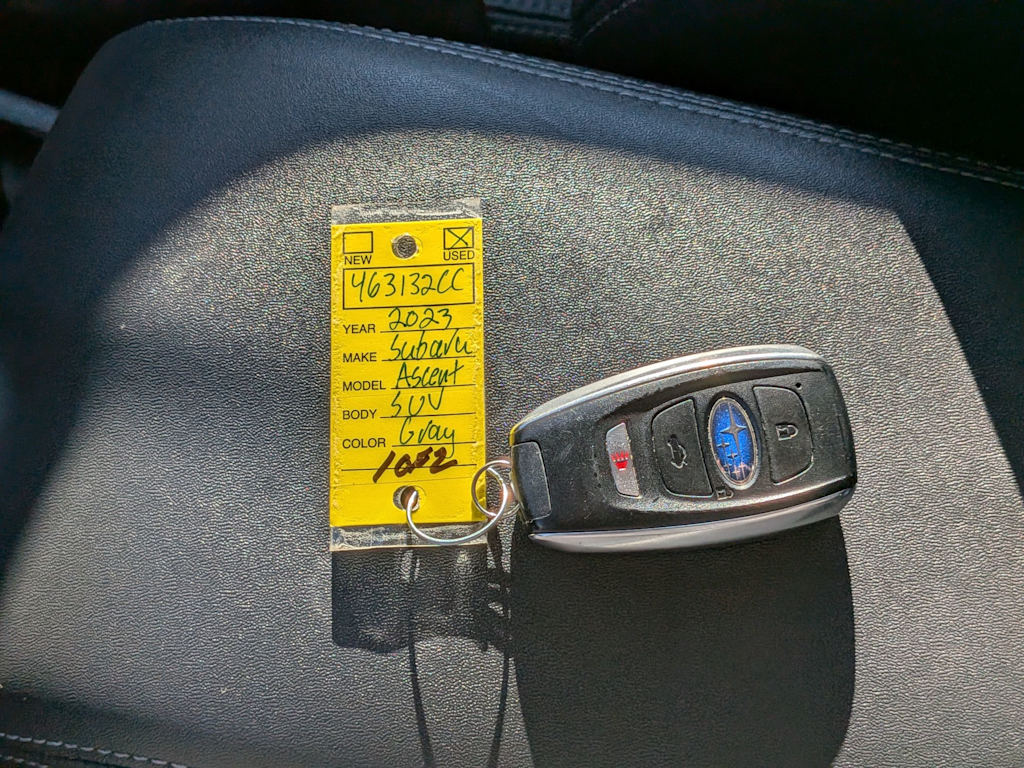 NEW USED
463132CC
YEAR 2023
MAKE Subaru
MODEL Ascent
BODY SUV
COLOR Gray
1 of 2